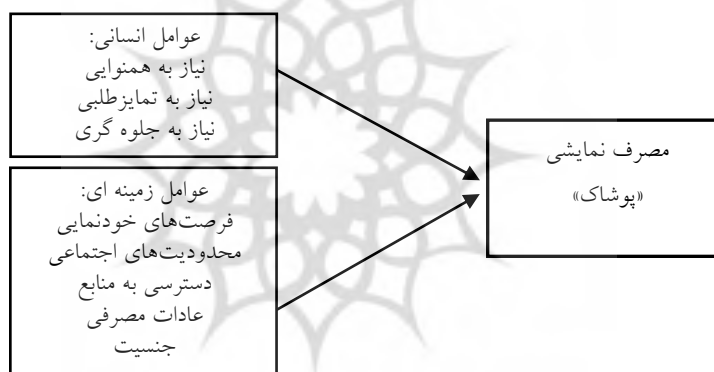 عوامل انسانی:
نیاز به همنوایی
نیاز به تمایزطلبی
نیاز به جلوه گری
عوامل زمینه ای:
فرصت‌های خودنمایی
محدودیت‌های اجتماعی
دسترسی به منابع
عادات مصرفی
جنسیت
مصرف نمایشی
«پوشاک»